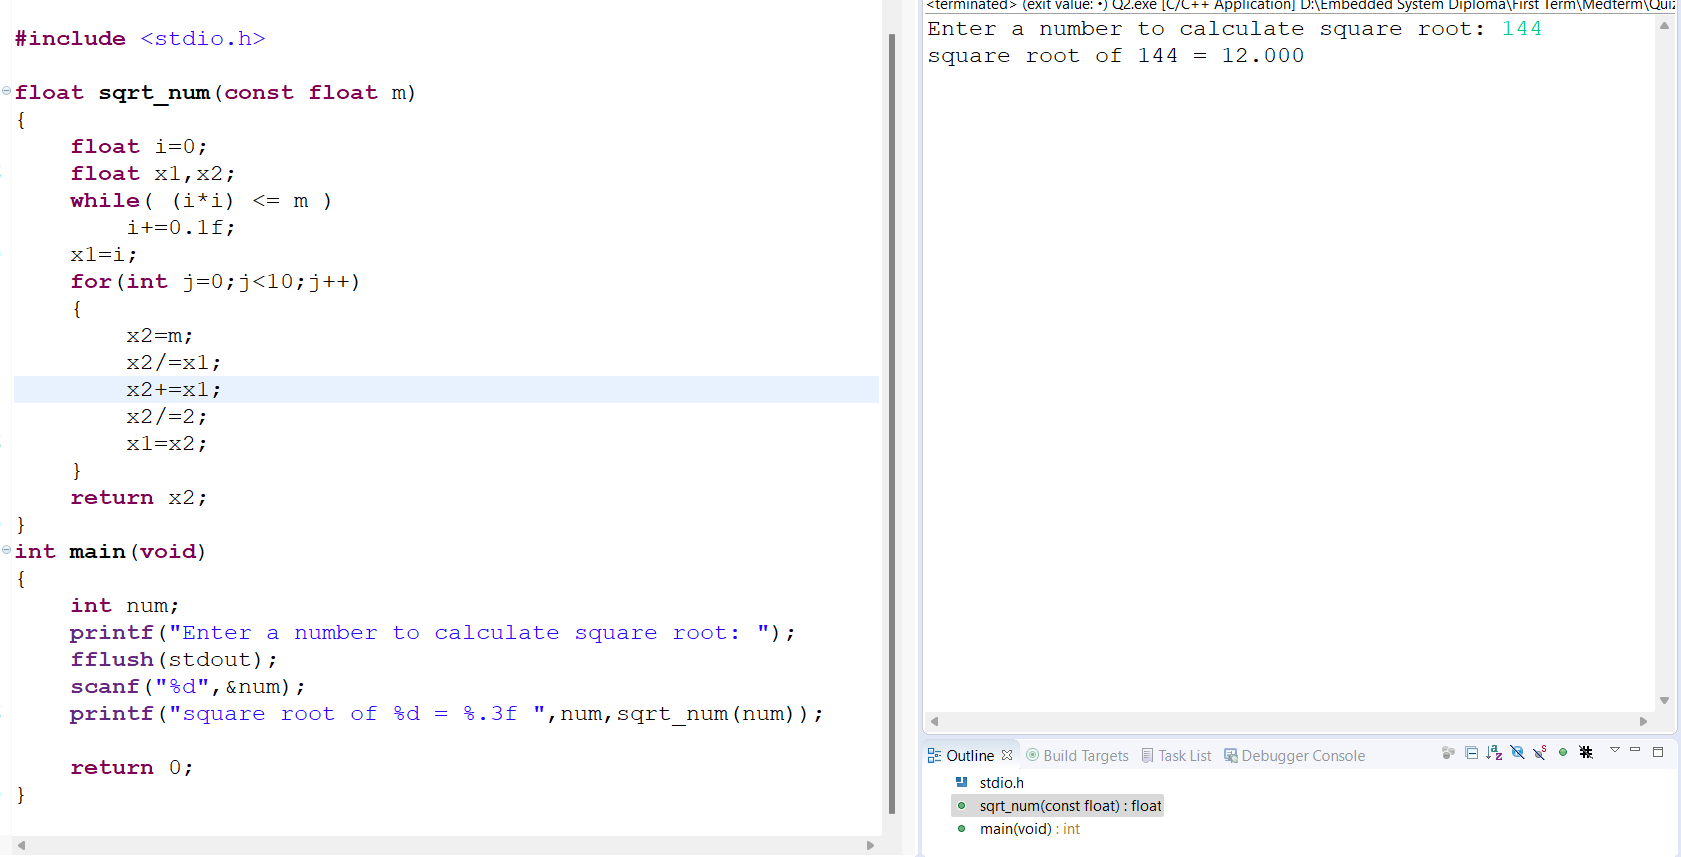 #include <stdio.h>
float sqrt_num(const float m)
{
    float i=0;
    float x1,x2;
    while( (i*i) <= m )
        i+=0.1f;
    x1=i;
    for(int j=0;j<10;j++)
    {
        x2=m;
        x2/=x1;
        x2+=x1;
        x2/=2;
        x1=x2;
    }
    return x2;
}
int main(void)
{
    int num;
    printf("Enter a number to calculate square root: ");
    fflush(stdout);
    scanf("%d",&num);
    printf("square root of %d = %.3f ",num,sqrt_num(num));
    return 0;
}
<terminated> (exit value: •) Q2.exe [C/C++ Application] D:\Embedded System Diploma\First Term\Medterm\Quiz
Enter a number to calculate square root: 144
square root of 144 = 12.000
Outline Build Targets Task List Debugger Console
stdio.h
sqrt_num(const float) : float
main(void) : int